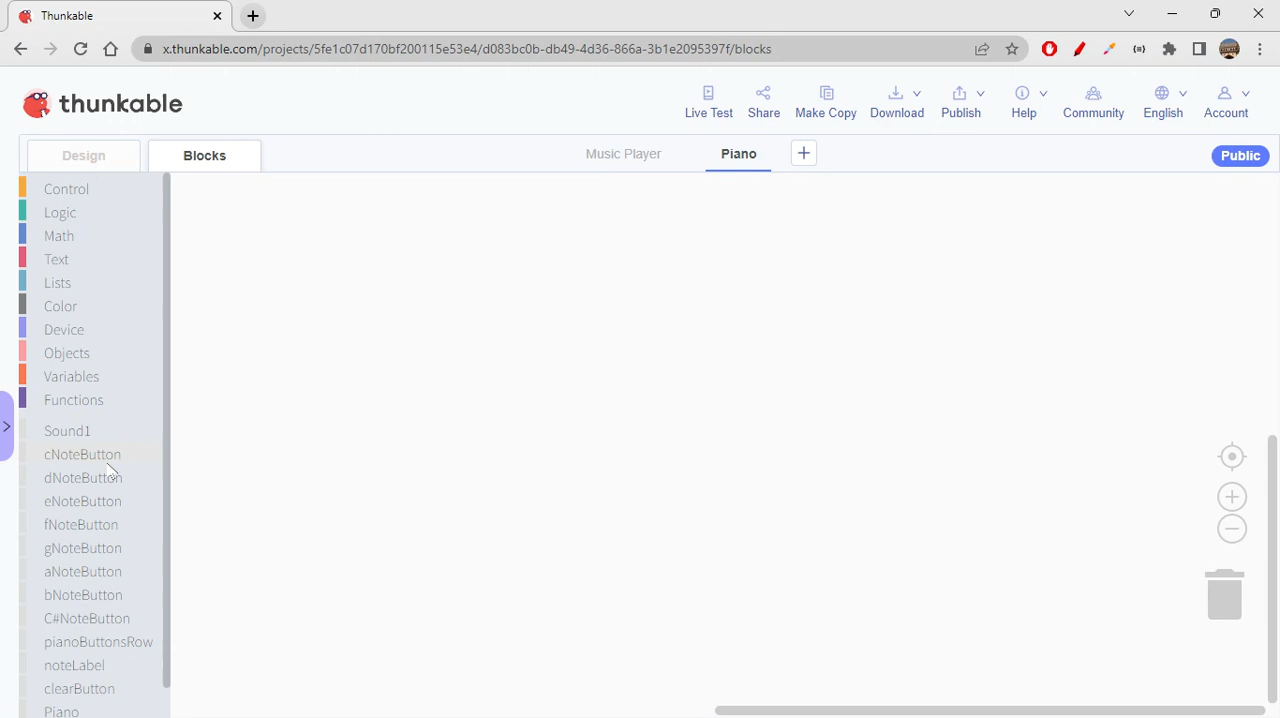 Thunkable
x.thunkable.com/projects/5fe1c07d170bf200115e53e4/d083bc0b-db49-4d36-866a-3b1e2095397f/blocks
thunkable
Live Test
Share
Make Copy
Download
Publish
Help
Community
English
Account
Design
Blocks
Music Player
Piano
Public
Control
Logic
Math
Text
Lists
Color
Device
Objects
Variables
Functions
Sound1
cNoteButton
dNoteButton
eNoteButton
fNoteButton
gNoteButton
aNoteButton
bNoteButton
C#NoteButton
pianoButtonsRow
noteLabel
clearButton
Piano